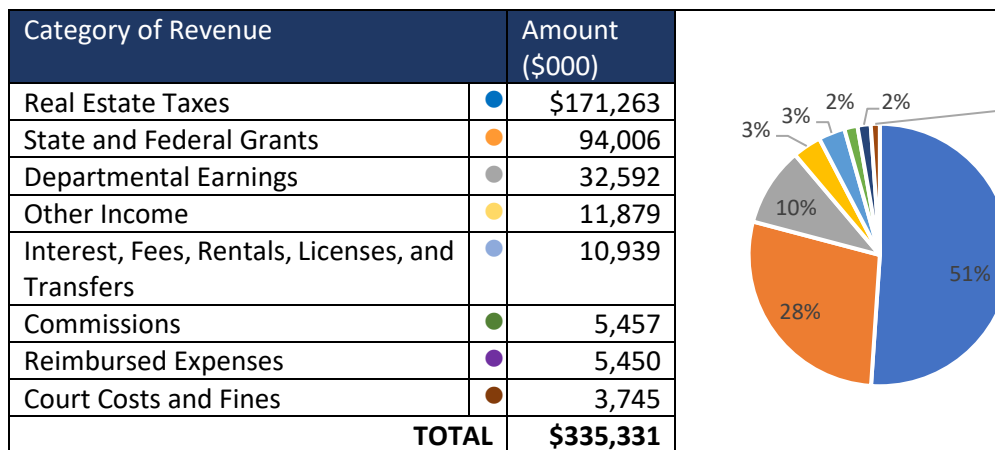 Category of Revenue
Amount
($000)
Real Estate Taxes $171,263
State and Federal Grants 94,006
Departmental Earnings 32,592
Other Income 11,879
Interest, Fees, Rentals, Licenses, and 10,939
Transfers
Commissions 5,457
Reimbursed Expenses 5,450
Court Costs and Fines 3,745
TOTAL $335,331
2% 2%
3%
3%
10%
51%
28%